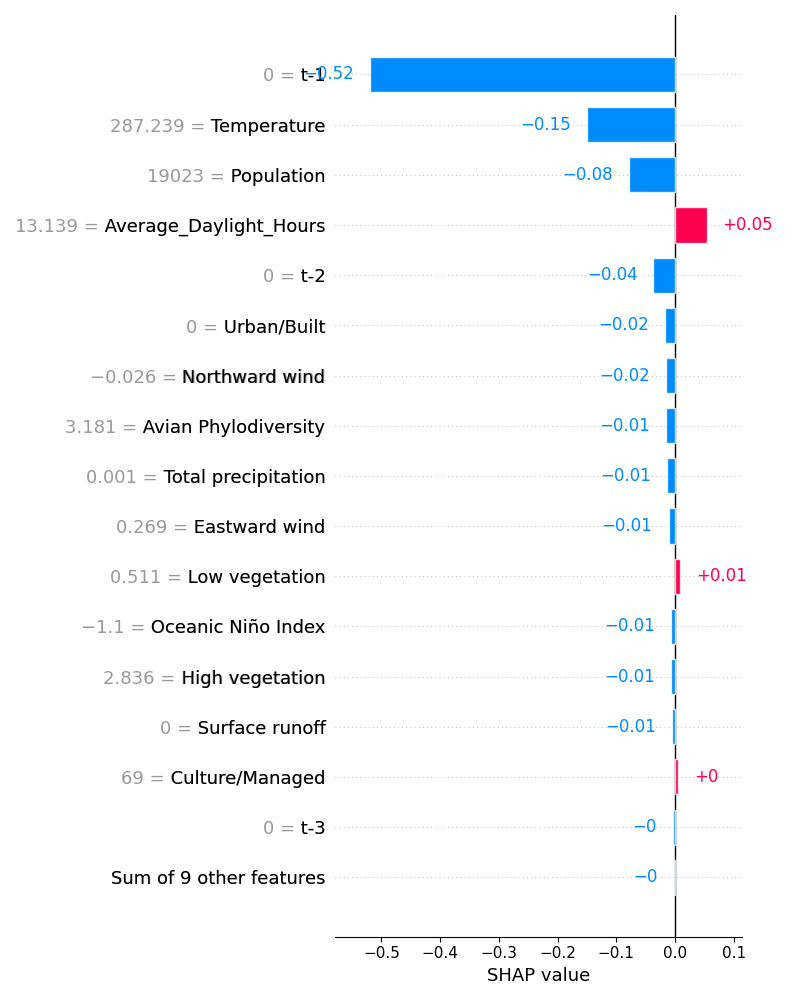 0 = t-1 −0.52
287.239 = Temperature −0.15
19023 = Population −0.08
13.139 = Average_Daylight_Hours +0.05
0 = t-2 −0.04
0 = Urban/Built −0.02
−0.026 = Northward wind −0.02
3.181 = Avian Phylodiversity −0.01
0.001 = Total precipitation −0.01
0.269 = Eastward wind −0.01
0.511 = Low vegetation +0.01
−1.1 = Oceanic Niño Index −0.01
2.836 = High vegetation −0.01
0 = Surface runoff −0.01
69 = Culture/Managed +0
0 = t-3 −0
Sum of 9 other features −0
−0.5 −0.4 −0.3 −0.2 −0.1 0.0 0.1
SHAP value